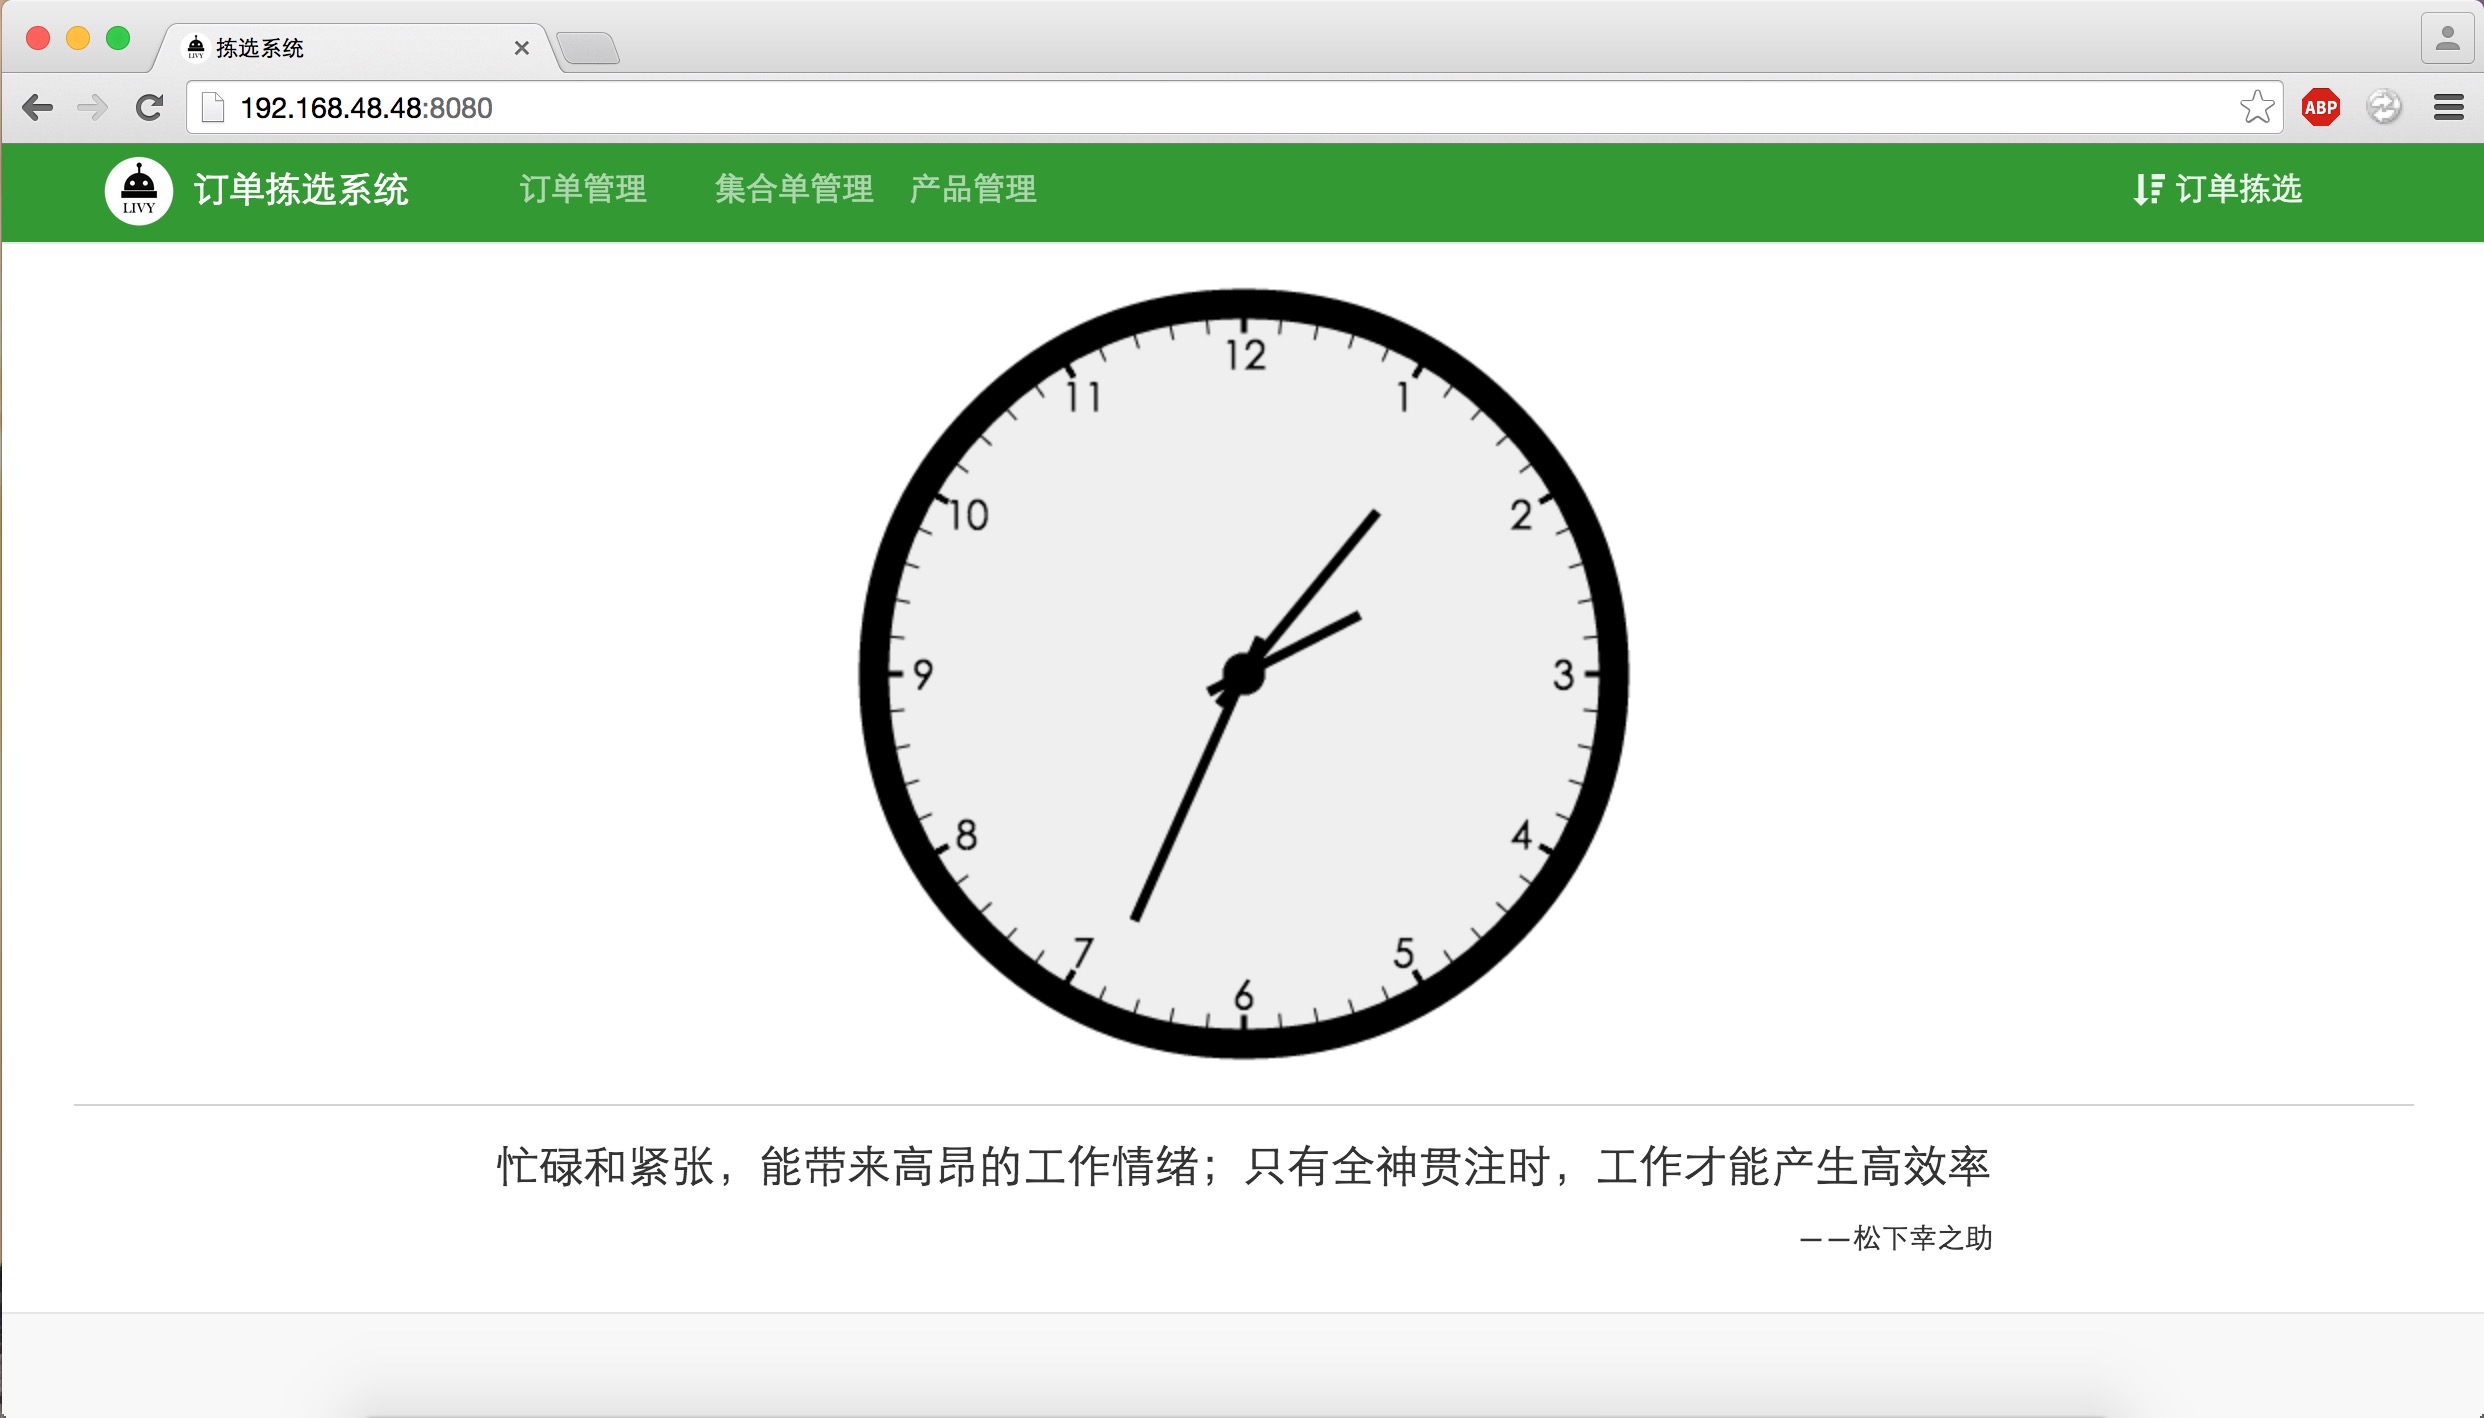 LIVY 拣选系统
192.168.48.48:8080
ABP
LIVY 订单拣选系统 订单管理 集合单管理 产品管理 订单拣选
12
11 1
10 2
9 3
8 4
7 5
6
忙碌和紧张，能带来高昂的工作情绪；只有全神贯注时，工作才能产生高效率
——松下幸之助